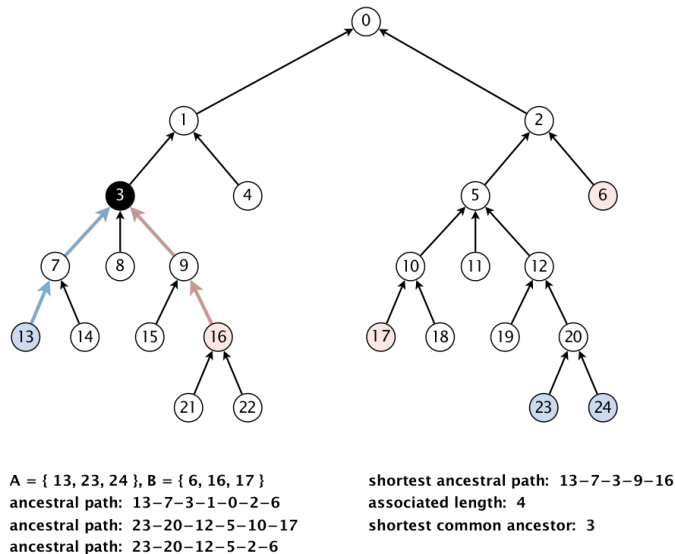 0
1 2
3 4 5 6
7 8 9 10 11 12
13 14 15 16 17 18 19 20
21 22 23 24
A = { 13, 23, 24 }, B = { 6, 16, 17 }
ancestral path: 13–7–3–1–0–2–6
ancestral path: 23–20–12–5–10–17
ancestral path: 23–20–12–5–2–6
shortest ancestral path: 13–7–3–9–16
associated length: 4
shortest common ancestor: 3